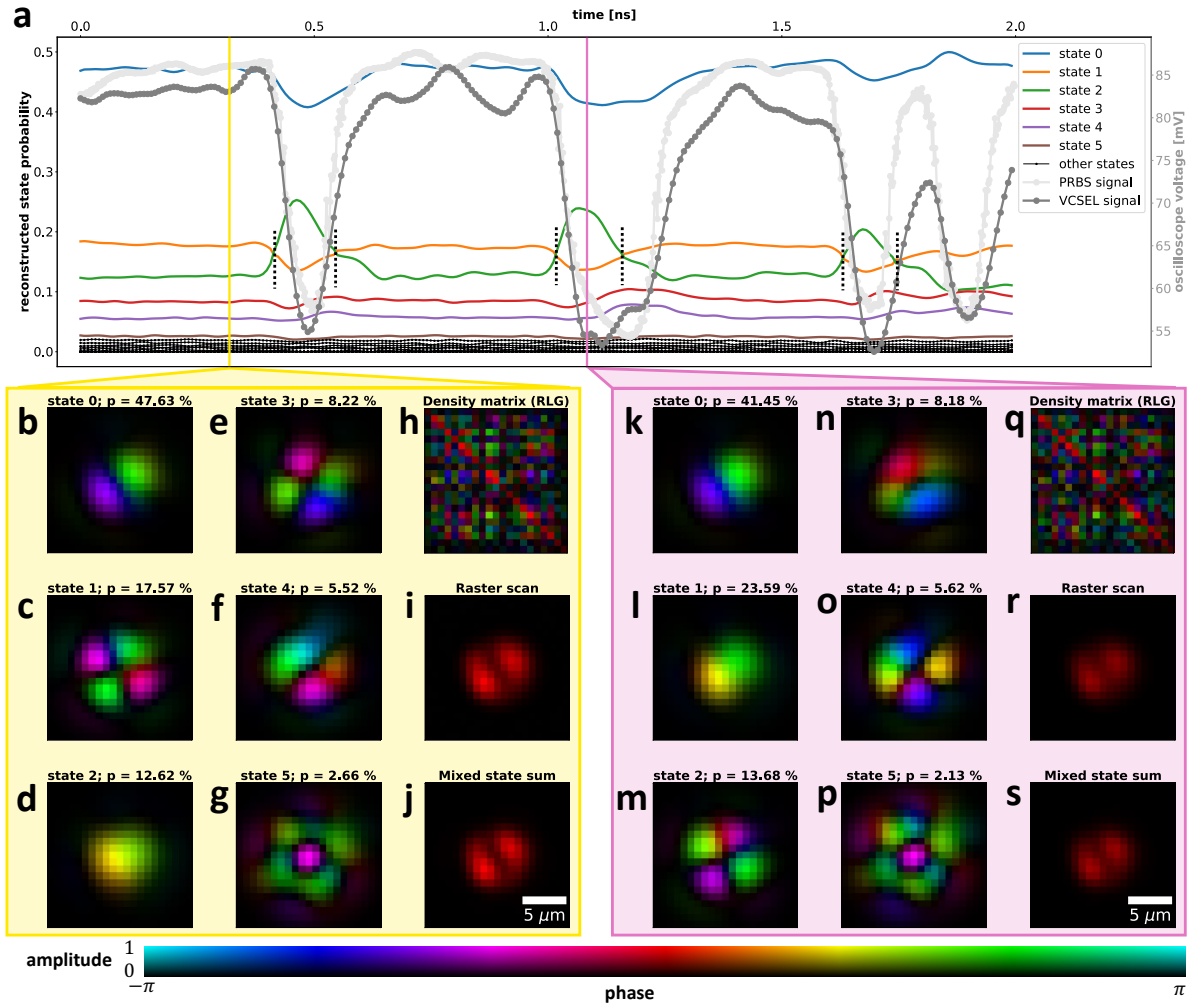 a
time [ns]
0.0 0.5 1.0 1.5 2.0
reconstructed state probability
0.5
0.4
0.3
0.2
0.1
0.0
oscilloscope voltage [mV]
85
80
75
70
65
60
55
state 0
state 1
state 2
state 3
state 4
state 5
other states
PRBS signal
VCSEL signal
b
state 0; p = 47.63 %
e
state 3; p = 8.22 %
h
Density matrix (RLG)
c
state 1; p = 17.57 %
f
state 4; p = 5.52 %
i
Raster scan
d
state 2; p = 12.62 %
g
state 5; p = 2.66 %
j
Mixed state sum
5 μm
k
state 0; p = 41.45 %
n
state 3; p = 8.18 %
q
Density matrix (RLG)
l
state 1; p = 23.59 %
o
state 4; p = 5.62 %
r
Raster scan
m
state 2; p = 13.68 %
p
state 5; p = 2.13 %
s
Mixed state sum
5 μm
amplitude
1
0
−π
phase
π